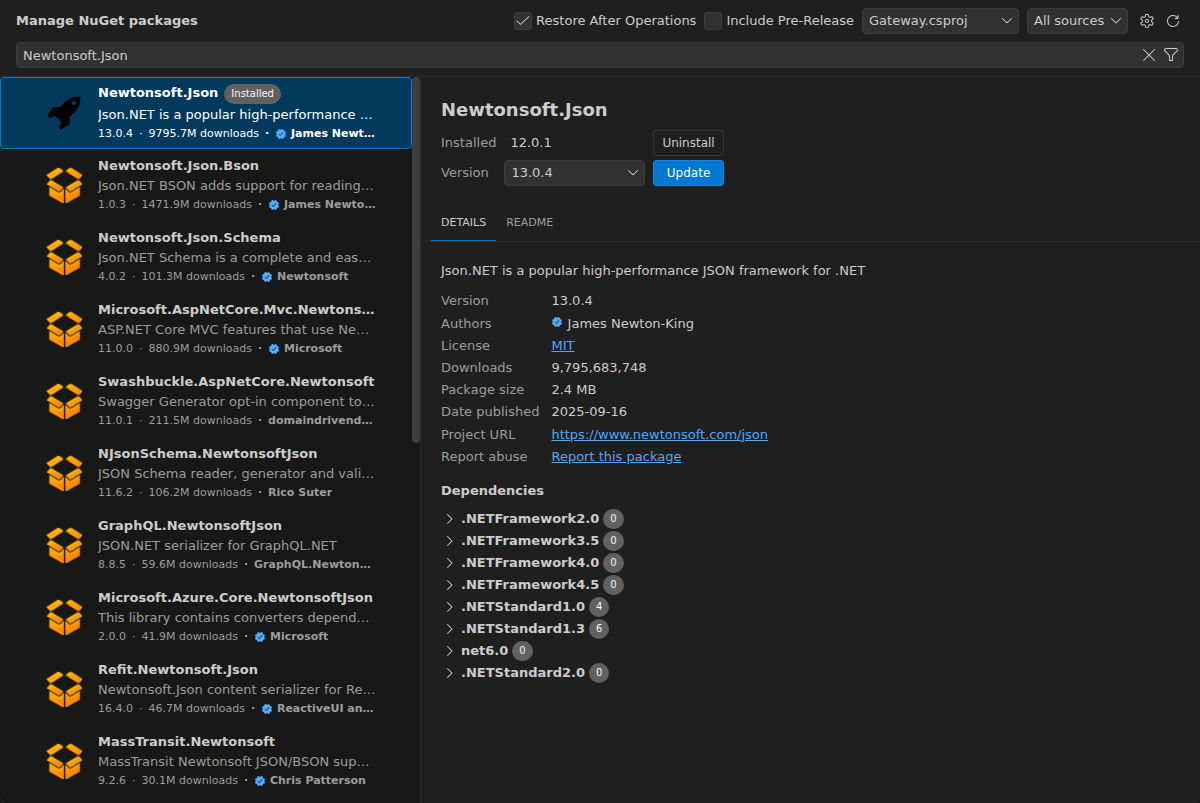 Manage NuGet packages
Restore After Operations
Include Pre-Release
Gateway.csproj
All sources
Newtonsoft.Json
Newtonsoft.Json Installed
Json.NET is a popular high-performance …
13.0.4 · 9795.7M downloads · James Newt…
Newtonsoft.Json.Bson
Json.NET BSON adds support for reading…
1.0.3 · 1471.9M downloads · James Newto…
Newtonsoft.Json.Schema
Json.NET Schema is a complete and eas…
4.0.2 · 101.3M downloads · Newtonsoft
Microsoft.AspNetCore.Mvc.Newtons…
ASP.NET Core MVC features that use Ne…
11.0.0 · 880.9M downloads · Microsoft
Swashbuckle.AspNetCore.Newtonsoft
Swagger Generator opt-in component to…
11.0.1 · 211.5M downloads · domaindrivend…
NJsonSchema.NewtonsoftJson
JSON Schema reader, generator and vali…
11.6.2 · 106.2M downloads · Rico Suter
GraphQL.NewtonsoftJson
JSON.NET serializer for GraphQL.NET
8.8.5 · 59.6M downloads · GraphQL.Newton…
Microsoft.Azure.Core.NewtonsoftJson
This library contains converters depend…
2.0.0 · 41.9M downloads · Microsoft
Refit.Newtonsoft.Json
Newtonsoft.Json content serializer for Re…
16.4.0 · 46.7M downloads · ReactiveUI an…
MassTransit.Newtonsoft
MassTransit Newtonsoft JSON/BSON sup…
9.2.6 · 30.1M downloads · Chris Patterson
Newtonsoft.Json
Installed 12.0.1 Uninstall
Version 13.0.4 Update
DETAILS README
Json.NET is a popular high-performance JSON framework for .NET
Version 13.0.4
Authors James Newton-King
License MIT
Downloads 9,795,683,748
Package size 2.4 MB
Date published 2025-09-16
Project URL https://www.newtonsoft.com/json
Report abuse Report this package
Dependencies
.NETFramework2.0 0
.NETFramework3.5 0
.NETFramework4.0 0
.NETFramework4.5 0
.NETStandard1.0 4
.NETStandard1.3 6
net6.0 0
.NETStandard2.0 0